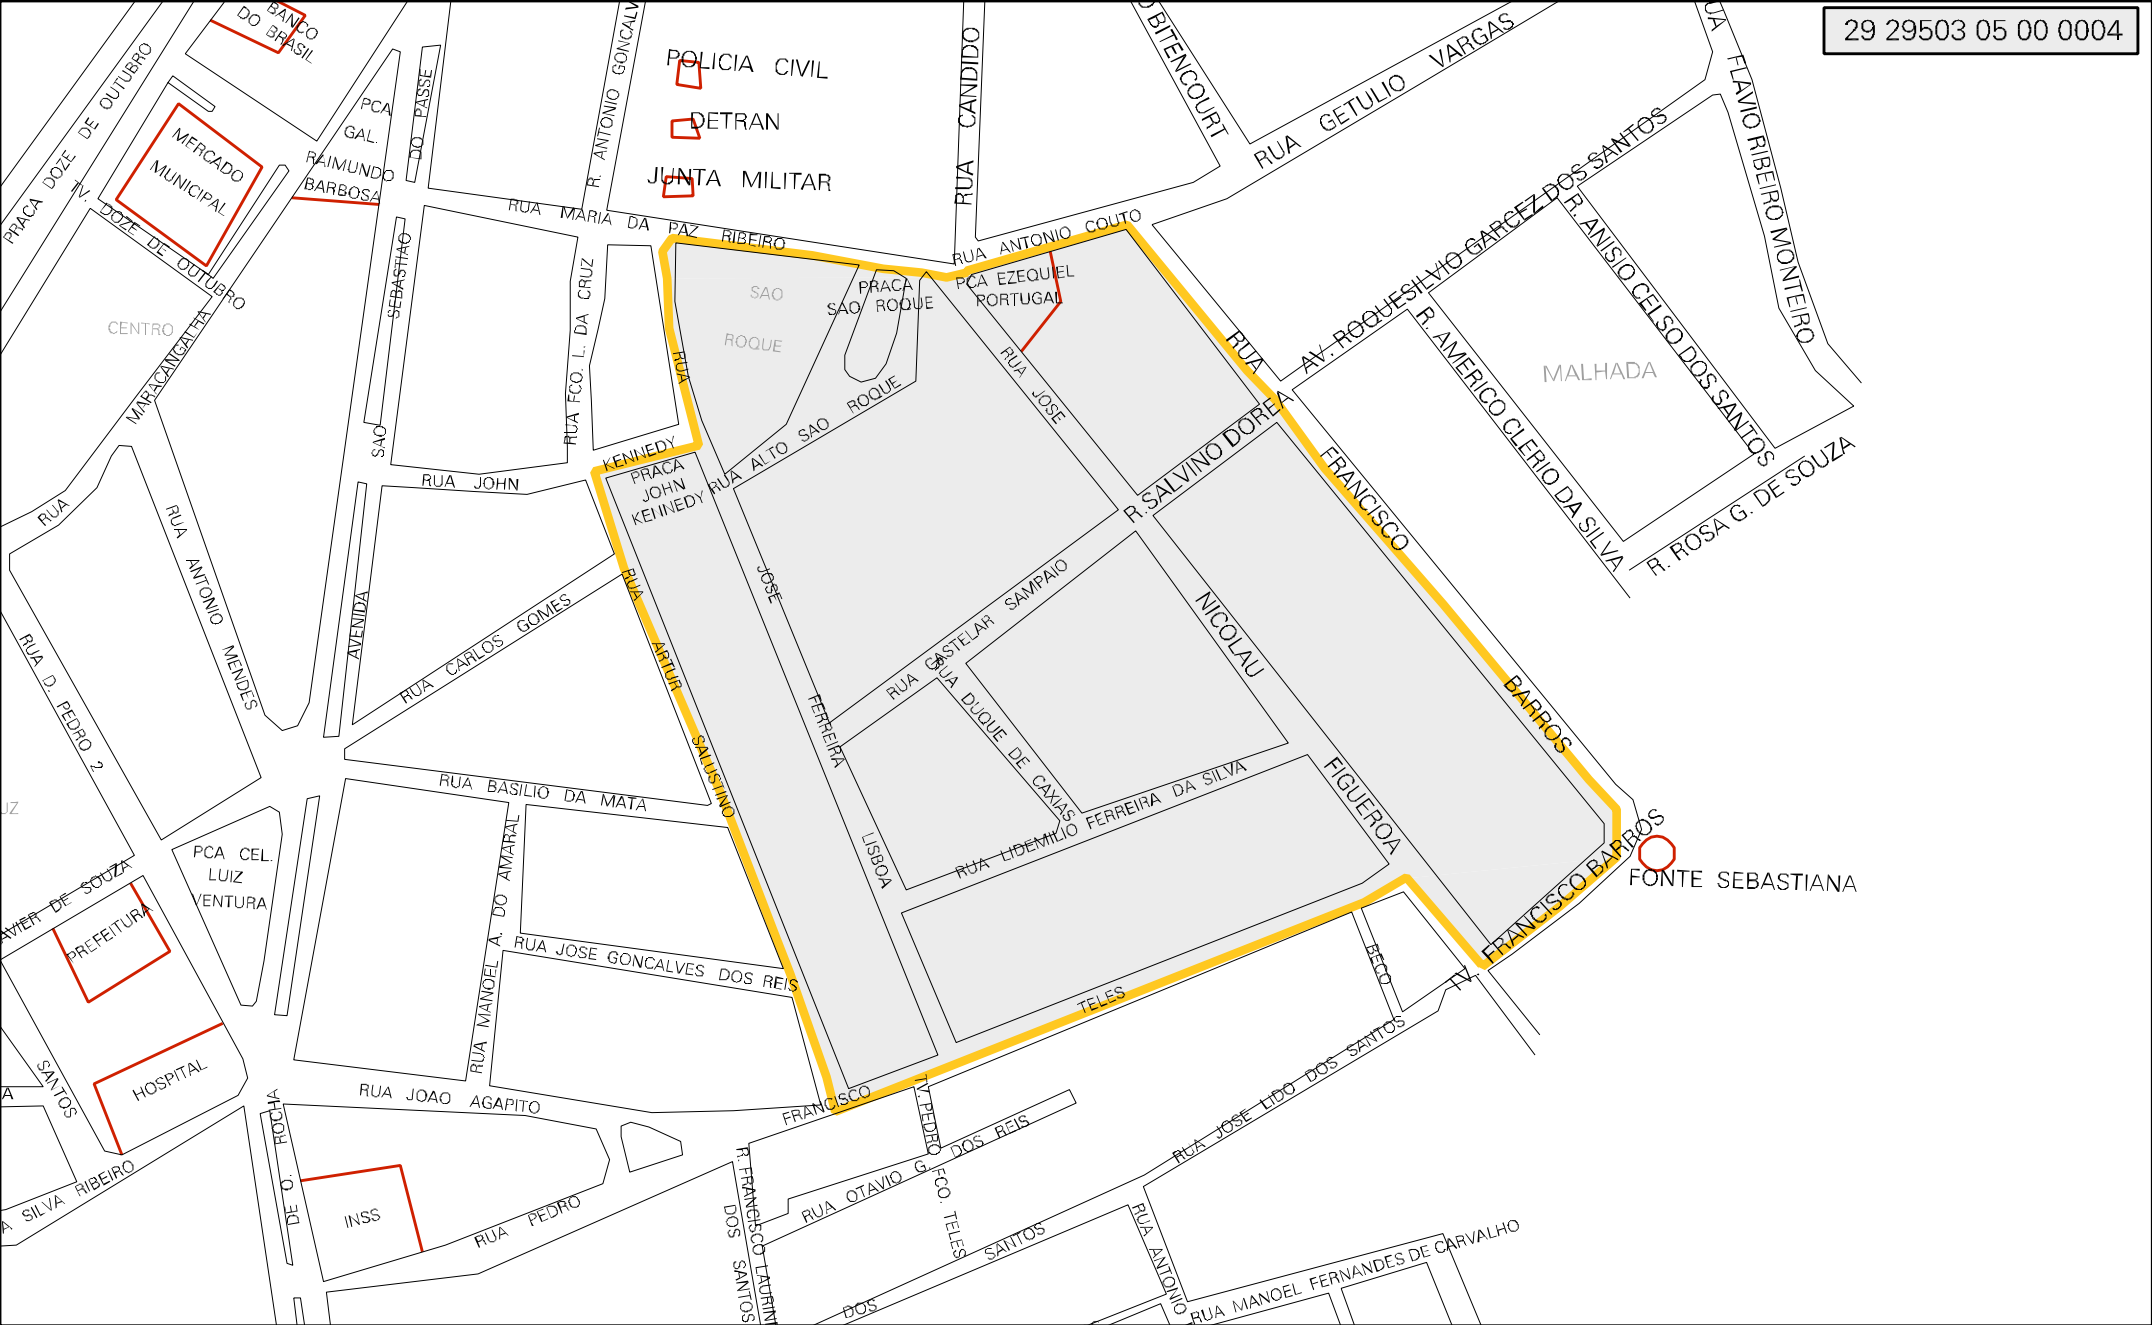 29 29503 05 00 0004
BANCO
DO BRASIL
PRACA DOZE DE OUTUBRO
MERCADO
MUNICIPAL
TV. DOZE DE OUTUBRO
PCA
GAL.
RAIMUNDO
BARBOSA
DO PASSE
R. ANTONIO GONCALV
POLICIA CIVIL
DETRAN
JUNTA MILITAR
RUA CANDIDO
O BITENCOURT
RUA GETULIO VARGAS
UA FLAVIO RIBEIRO MONTEIRO
RUA MARIA DA PAZ RIBEIRO
RUA ANTONIO COUTO
AV. ROQUESILVIO GARCEZ DOS SANTOS
R. ANISIO CELSO DOS SANTOS
R. AMERICO CLERIO DA SILVA
MALHADA
R. ROSA G. DE SOUZA
CENTRO
RUA MARACANGALHA
AVENIDA SAO SEBASTIAO
RUA FCO. L. DA CRUZ
SAO
ROQUE
PRACA
SAO ROQUE
PCA EZEQUIEL
PORTUGAL
RUA
RUA ALTO SAO ROQUE
RUA JOSE
NICOLAU
FIGUEROA
R. SALVINO DOREA
RUA FRANCISCO BARROS
RUA JOHN
KENNEDY
PRACA
JOHN
KENNEDY
RUA ANTONIO MENDES
RUA CARLOS GOMES
RUA ARTUR SALUSTINO
JOSE FERREIRA LISBOA
RUA CASTELAR SAMPAIO
RUA DUQUE DE CAXIAS
RUA LIDEMILIO FERREIRA DA SILVA
RUA D. PEDRO 2
UZ
RUA BASILIO DA MATA
PCA CEL.
LUIZ
VENTURA
RUA MANOEL A. DO AMARAL
RUA JOSE GONCALVES DOS REIS
AVIER DE SOUZA
PREFEITURA
HOSPITAL
SANTOS
A
A SILVA RIBEIRO
RUA JOAO AGAPITO
DE O. ROCHA
INSS
RUA PEDRO
DOS SANTOS
FRANCISCO TELES
TV. PEDRO
FCO. TELES
RUA OTAVIO G. DOS REIS
R. FRANCISCO LAURIN
BECO
TV. FRANCISCO BARROS
FONTE SEBASTIANA
RUA JOSE LIDO DOS SANTOS
DOS SANTOS
RUA ANTONIO
RUA MANOEL FERNANDES DE CARVALHO